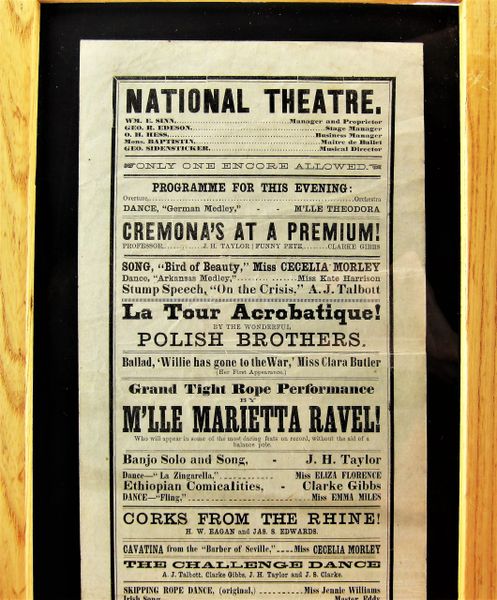 NATIONAL THEATRE.
WM. E. SINN, Manager and Proprietor
GEO. R. EDESON, Stage Manager
O. H. HESS, Business Manager
Mons. BAPTISTIN, Maitre de Ballet
GEO. SIDENSTICKER, Musical Director
ONLY ONE ENCORE ALLOWED.
PROGRAMME FOR THIS EVENING:
Overture, Orchestra
DANCE, "German Medley," - - M'LLE THEODORA
CREMONA'S AT A PREMIUM!
PROFESSOR, J. H. TAYLOR | FUNNY PETE, CLARKE GIBBS
SONG, "Bird of Beauty," Miss CECELIA MORLEY
Dance, "Arkansas Medley," Miss Kate Harrison
Stump Speech, "On the Crisis," A. J. Talbott
La Tour Acrobatique!
BY THE WONDERFUL
POLISH BROTHERS.
Ballad, 'Willie has gone to the War,' Miss Clara Butler
(Her First Appearance.)
Grand Tight Rope Performance
BY
M'LLE MARIETTA RAVEL!
Who will appear in some of the most daring feats on record, without the aid of a
balance pole.
Banjo Solo and Song, - J. H. Taylor
Dance—"La Zingarella," Miss ELIZA FLORENCE
Ethiopian Comicalities, - Clarke Gibbs
DANCE—"Fling," Miss EMMA MILES
CORKS FROM THE RHINE!
H. W. EAGAN and JAS. S. EDWARDS.
CAVATINA from the "Barber of Seville," Miss CECELIA MORLEY
THE CHALLENGE DANCE
A. J. Talbott, Clarke Gibbs, J. H. Taylor and J. S. Clarke.
SKIPPING ROPE DANCE, (original,) Miss Jennie Williams
Irish Song, Master Eddy